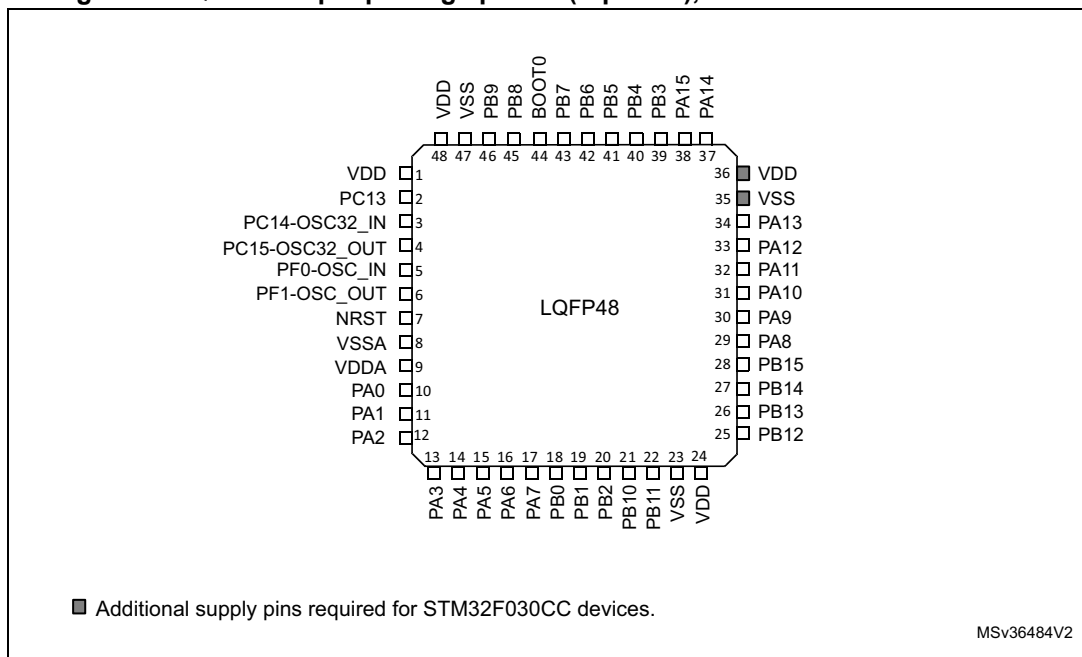 VDD
VSS
PB9
PB8
BOOT0
PB7
PB6
PB5
PB4
PB3
PA15
PA14
48 47 46 45 44 43 42 41 40 39 38 37
VDD 1 36 VDD
PC13 2 35 VSS
PC14-OSC32_IN 3 34 PA13
PC15-OSC32_OUT 4 33 PA12
PF0-OSC_IN 5 32 PA11
PF1-OSC_OUT 6 31 PA10
LQFP48
NRST 7 30 PA9
VSSA 8 29 PA8
VDDA 9 28 PB15
PA0 10 27 PB14
PA1 11 26 PB13
PA2 12 25 PB12
13 14 15 16 17 18 19 20 21 22 23 24
PA3
PA4
PA5
PA6
PA7
PB0
PB1
PB2
PB10
PB11
VSS
VDD
Additional supply pins required for STM32F030CC devices.
MSv36484V2